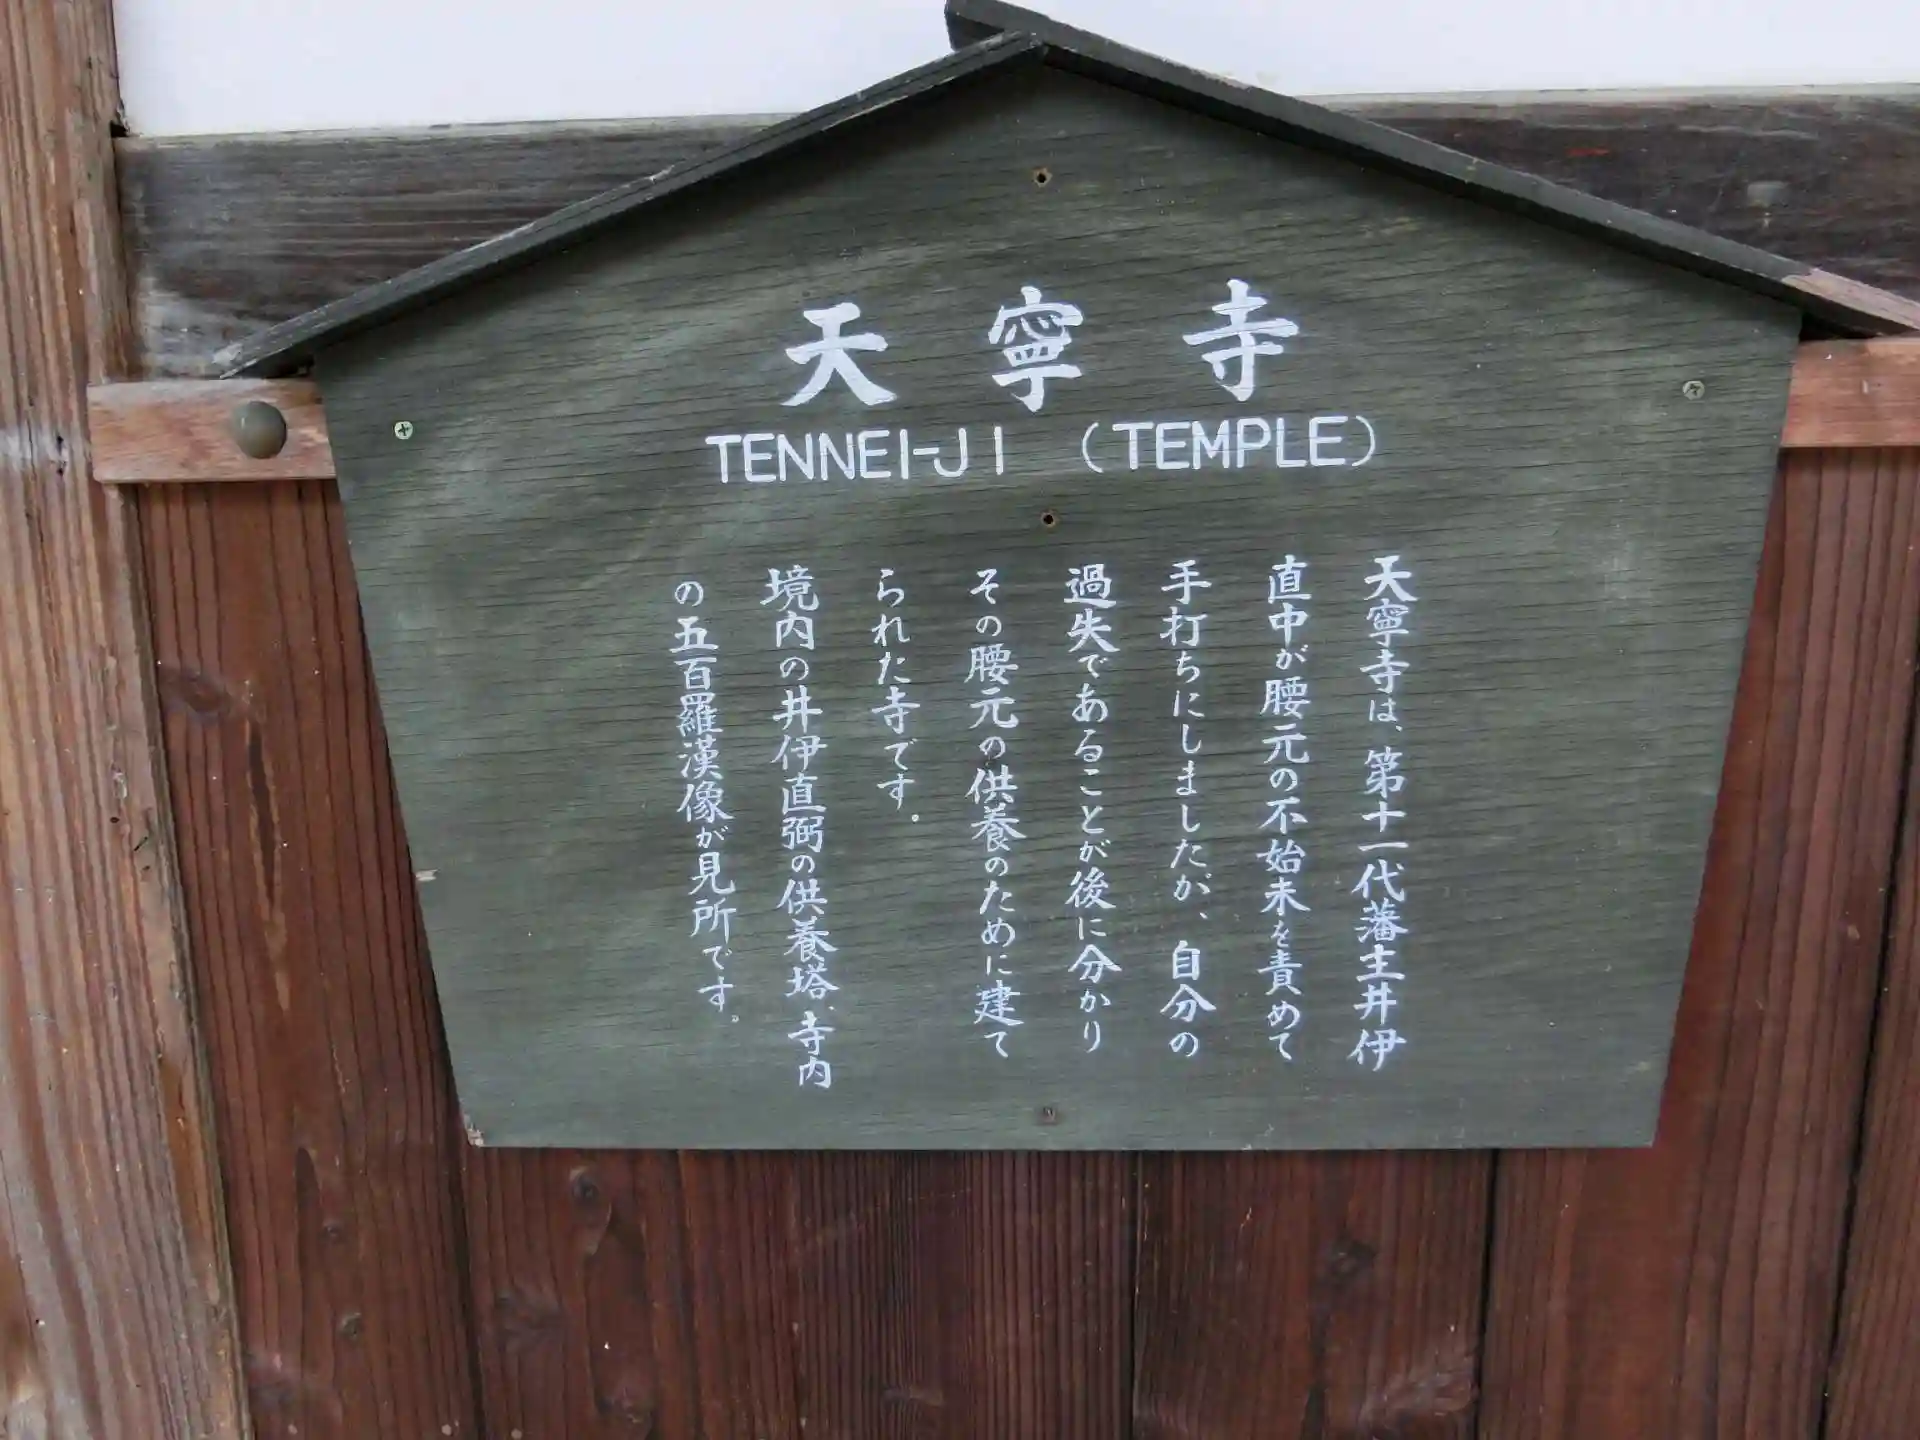 天寧寺
TENNEI-JI (TEMPLE)
天寧寺は、第十一代藩主井伊
直中が腰元の不始末を責めて
手打ちにしましたが、自分の
過失であることが後に分かり
その腰元の供養のために建て
られた寺です。
境内の井伊直弼の供養塔、寺内
の五百羅漢像が見所です。